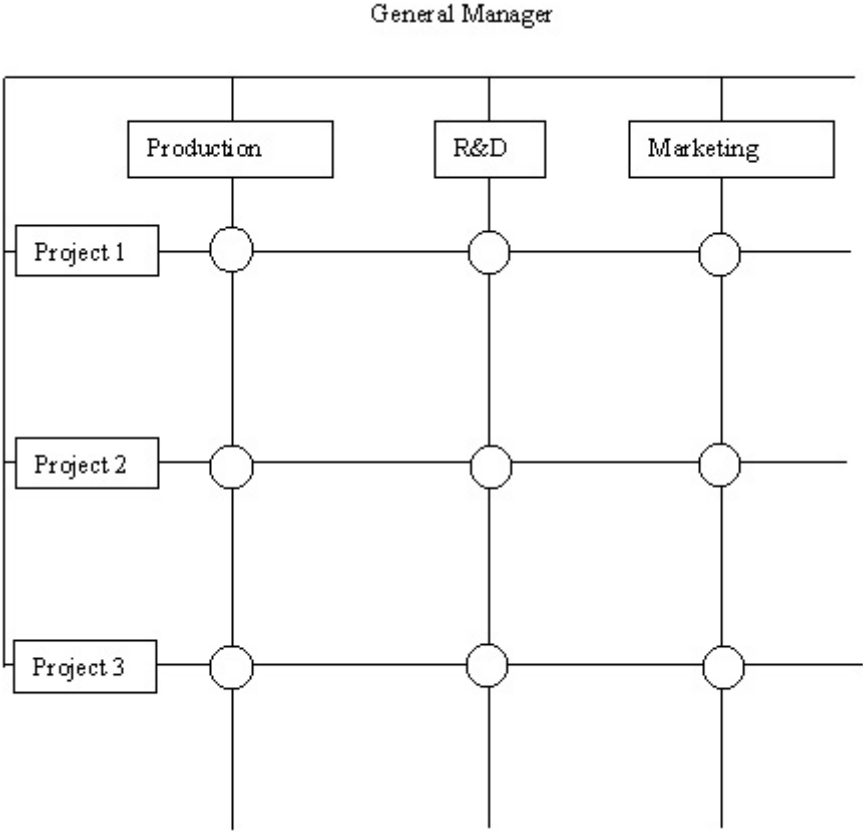 General Manager
Production
R&D
Marketing
Project 1
Project 2
Project 3